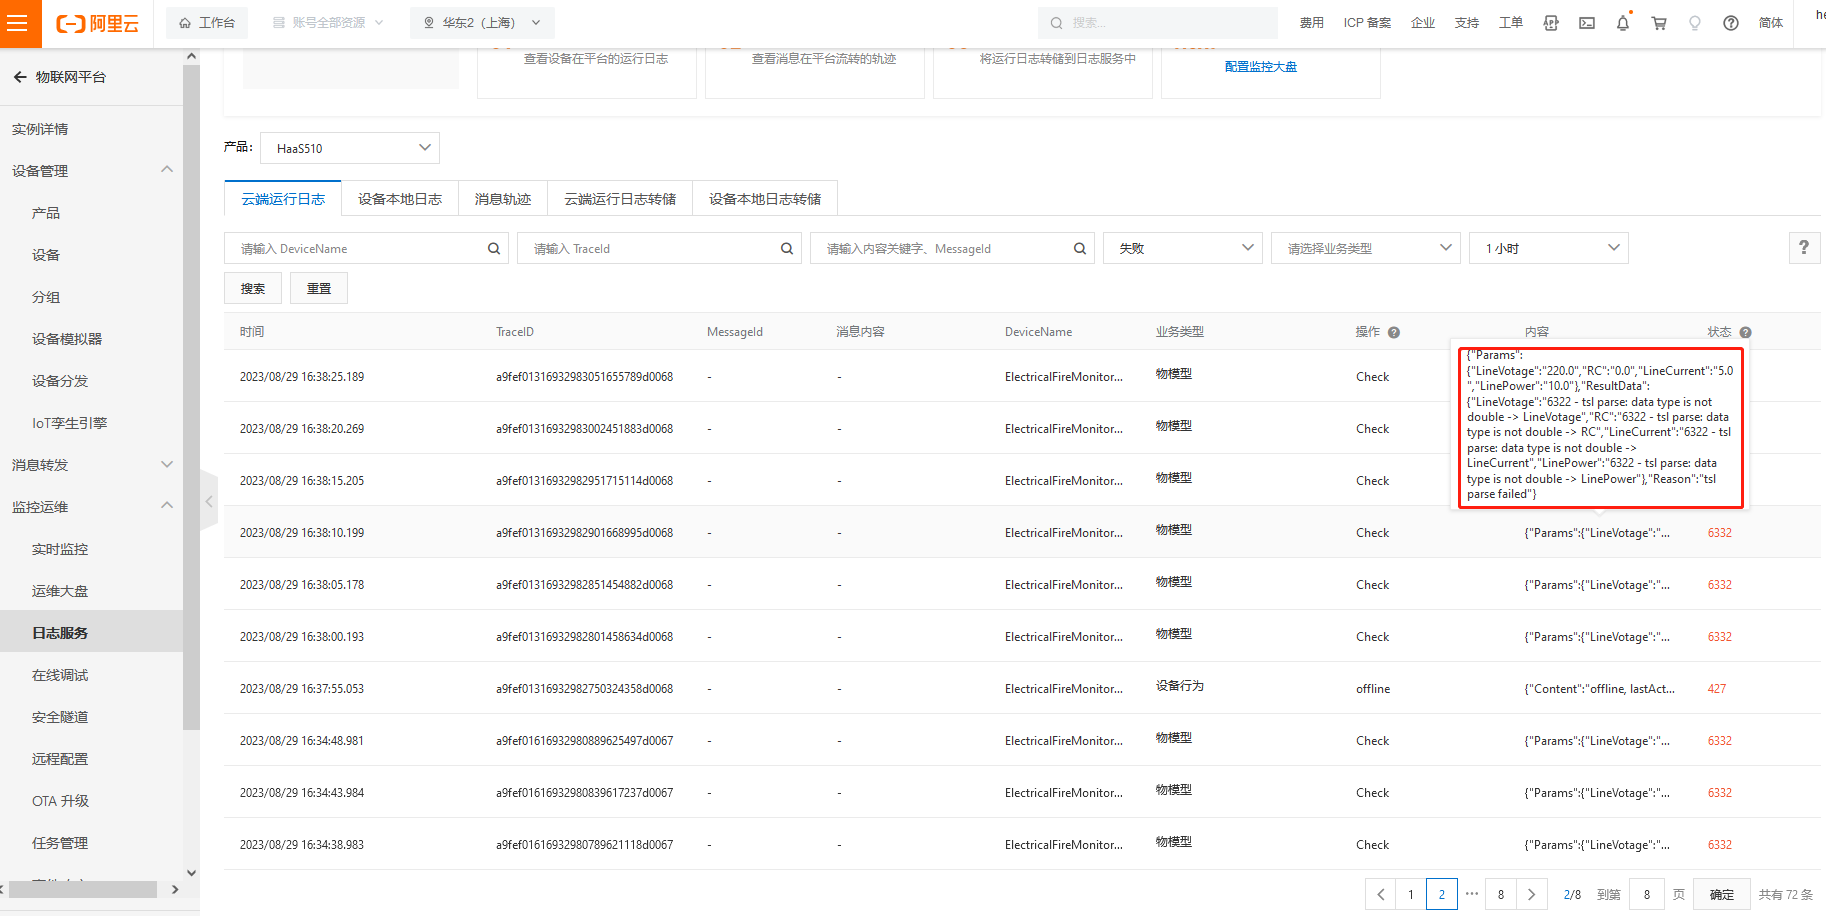 阿里云
工作台
账号全部资源
华东2（上海）
搜索...
费用
ICP 备案
企业
支持
工单
简体
he
物联网平台
实例详情
设备管理
产品
设备
分组
设备模拟器
设备分发
IoT孪生引擎
消息转发
监控运维
实时监控
运维大盘
日志服务
在线调试
安全隧道
远程配置
OTA 升级
任务管理
查看设备在平台的运行日志
查看消息在平台流转的轨迹
将运行日志转储到日志服务中
配置监控大盘
产品：
HaaS510
云端运行日志
设备本地日志
消息轨迹
云端运行日志转储
设备本地日志转储
请输入 DeviceName
请输入 TraceId
请输入内容关键字、MessageId
失败
请选择业务类型
1 小时
?
搜索
重置
时间 TraceID MessageId 消息内容 DeviceName 业务类型 操作 ? 内容 状态 ?
{"Params":
{"LineVotage":"220.0","RC":"0.0","LineCurrent":"5.0
","LinePower":"10.0"},"ResultData":
{"LineVotage":"6322 - tsl parse: data type is not
double -> LineVotage","RC":"6322 - tsl parse: data
type is not double -> RC","LineCurrent":"6322 - tsl
parse: data type is not double ->
LineCurrent","LinePower":"6322 - tsl parse: data
type is not double -> LinePower"},"Reason":"tsl
parse failed"}
2023/08/29 16:38:25.189 a9fef01316932983051655789d0068 - - ElectricalFireMonitor... 物模型 Check
2023/08/29 16:38:20.269 a9fef01316932983002451883d0068 - - ElectricalFireMonitor... 物模型 Check
2023/08/29 16:38:15.205 a9fef01316932982951715114d0068 - - ElectricalFireMonitor... 物模型 Check
2023/08/29 16:38:10.199 a9fef01316932982901668995d0068 - - ElectricalFireMonitor... 物模型 Check {"Params":{"LineVotage":"... 6332
2023/08/29 16:38:05.178 a9fef01316932982851454882d0068 - - ElectricalFireMonitor... 物模型 Check {"Params":{"LineVotage":"... 6332
2023/08/29 16:38:00.193 a9fef01316932982801458634d0068 - - ElectricalFireMonitor... 物模型 Check {"Params":{"LineVotage":"... 6332
2023/08/29 16:37:55.053 a9fef01316932982750324358d0068 - - ElectricalFireMonitor... 设备行为 offline {"Content":"offline, lastAct... 427
2023/08/29 16:34:48.981 a9fef01616932980889625497d0067 - - ElectricalFireMonitor... 物模型 Check {"Params":{"LineVotage":"... 6332
2023/08/29 16:34:43.984 a9fef01616932980839617237d0067 - - ElectricalFireMonitor... 物模型 Check {"Params":{"LineVotage":"... 6332
2023/08/29 16:34:38.983 a9fef01616932980789621118d0067 - - ElectricalFireMonitor... 物模型 Check {"Params":{"LineVotage":"... 6332
1 2 ··· 8 2/8 到第 8 页 确定 共有 72 条